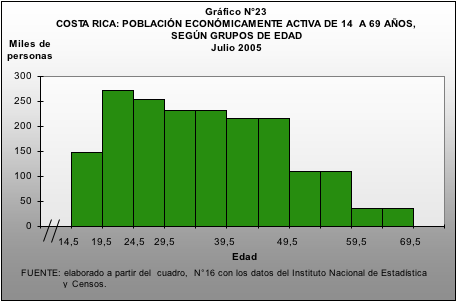 Gráfico N°23
COSTA RICA: POBLACIÓN ECONÓMICAMENTE ACTIVA DE 14 A 69 AÑOS,
SEGÚN GRUPOS DE EDAD
Julio 2005
Miles de
personas
300
250
200
150
100
50
0
14,5 19,5 24,5 29,5 39,5 49,5 59,5 69,5
Edad
FUENTE: elaborado a partir del cuadro, N°16 con los datos del Instituto Nacional de Estadística
y Censos.